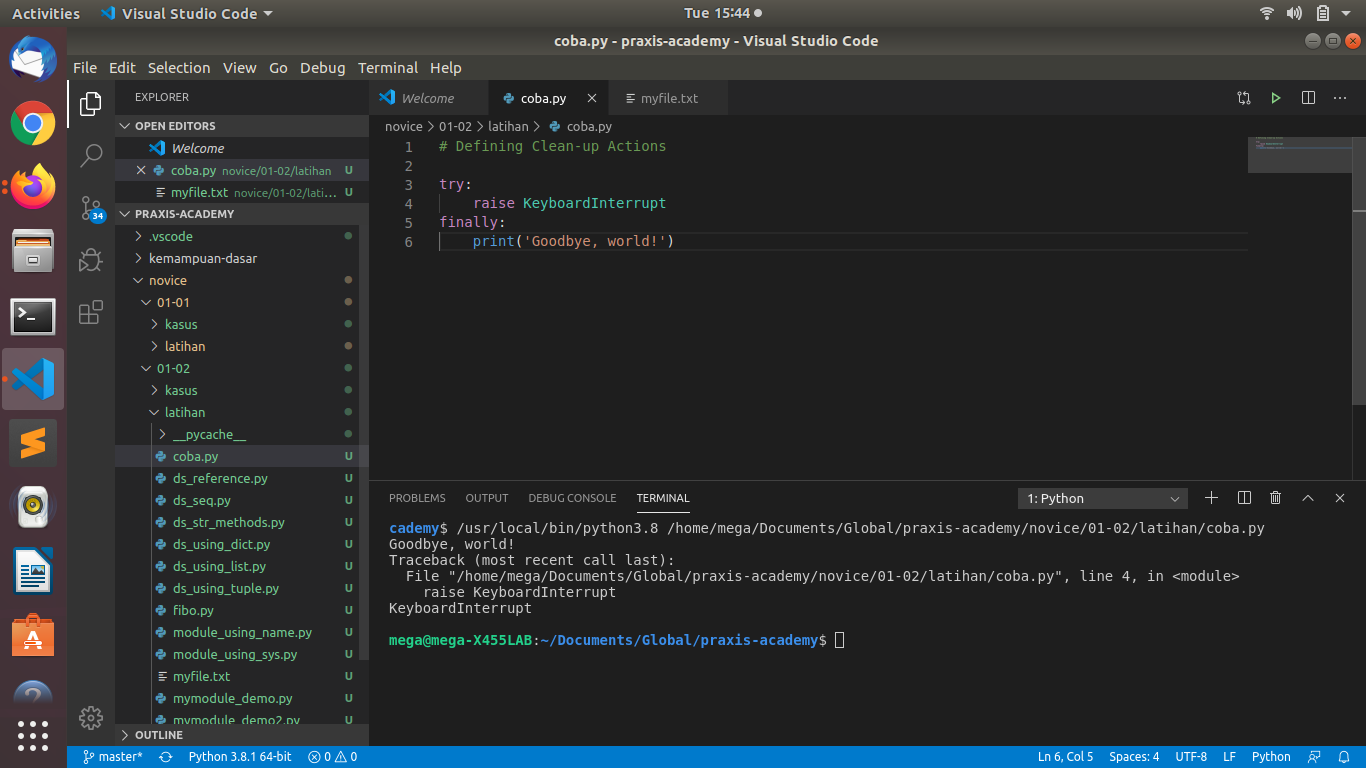 Activities Visual Studio Code Tue 15:44
coba.py - praxis-academy - Visual Studio Code
File Edit Selection View Go Debug Terminal Help
EXPLORER
OPEN EDITORS
Welcome
coba.py novice/01-02/latihan U
myfile.txt novice/01-02/lati... U
34
PRAXIS-ACADEMY
.vscode
kemampuan-dasar
novice
01-01
kasus
latihan
01-02
kasus
latihan
__pycache__
coba.py U
ds_reference.py U
ds_seq.py U
ds_str_methods.py U
ds_using_dict.py U
ds_using_list.py U
ds_using_tuple.py U
fibo.py U
module_using_name.py U
module_using_sys.py U
myfile.txt U
mymodule_demo.py U
mymodule_demo2.py U
OUTLINE
Welcome coba.py myfile.txt
novice > 01-02 > latihan > coba.py
1 # Defining Clean-up Actions
2
3 try:
4     raise KeyboardInterrupt
5 finally:
6     print('Goodbye, world!')
PROBLEMS OUTPUT DEBUG CONSOLE TERMINAL 1: Python
cademy$ /usr/local/bin/python3.8 /home/mega/Documents/Global/praxis-academy/novice/01-02/latihan/coba.py
Goodbye, world!
Traceback (most recent call last):
  File "/home/mega/Documents/Global/praxis-academy/novice/01-02/latihan/coba.py", line 4, in <module>
    raise KeyboardInterrupt
KeyboardInterrupt
mega@mega-X455LAB:~/Documents/Global/praxis-academy$
master* Python 3.8.1 64-bit 0 0 Ln 6, Col 5 Spaces: 4 UTF-8 LF Python